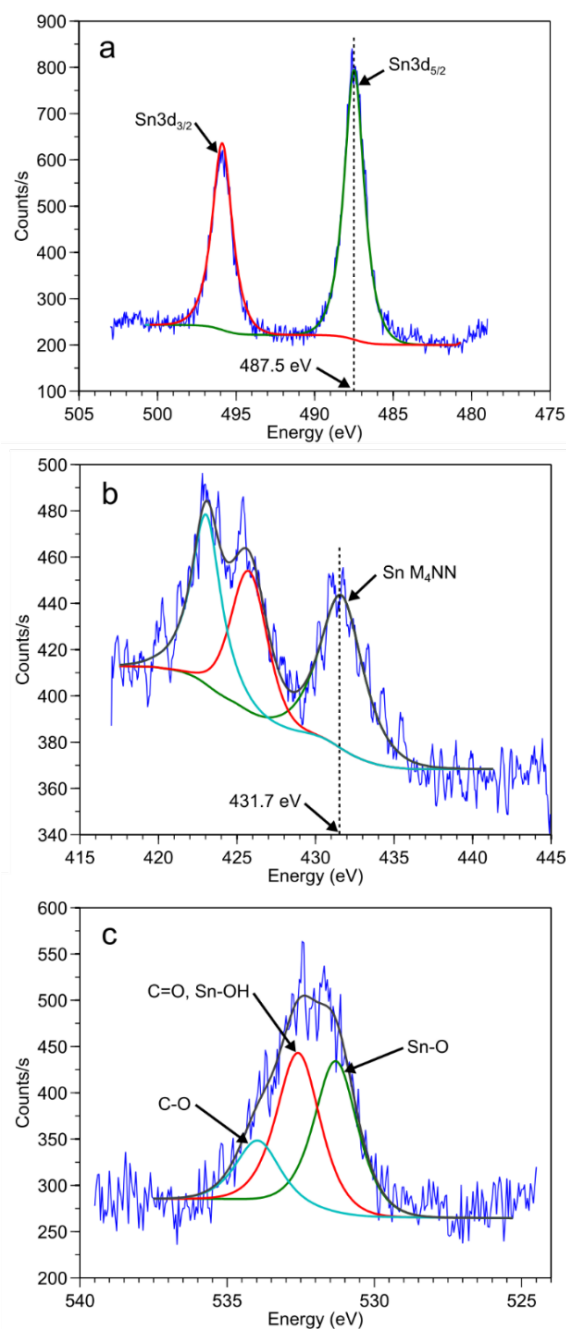 a
900
800
700
600
500
400
300
200
100
Counts/s
Sn3d3/2
Sn3d5/2
487.5 eV
505 500 495 490 485 480 475
Energy (eV)
b
500
480
460
440
420
400
380
360
340
Counts/s
Sn M4NN
431.7 eV
415 420 425 430 435 440 445
Energy (eV)
c
600
550
500
450
400
350
300
250
200
Counts/s
C=O, Sn-OH
Sn-O
C-O
540 535 530 525
Energy (eV)